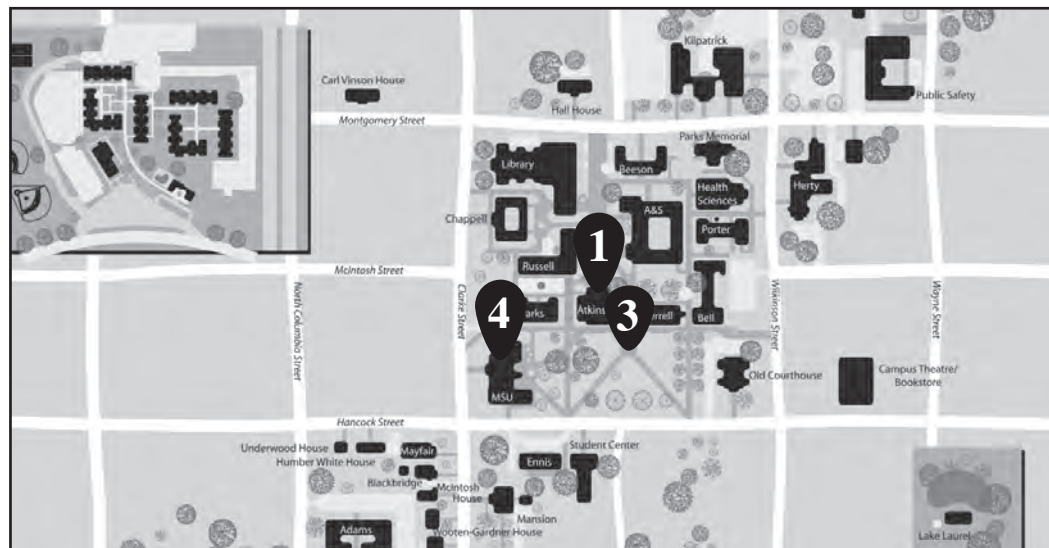 Kilpatrick
Carl Vinson House
Hall House
Public Safety
Montgomery Street
Parks Memorial
Library
Beeson
Health
Sciences
Herty
Chappell
A&S
Porter
1
Russell
McIntosh Street
North Columbia Street
Clarke Street
Wilkinson Street
Wayne Street
4
3
Bell
Old Courthouse
Campus Theatre/
Bookstore
MSU
Hancock Street
Underwood House
Humber White House
Mayfair
Student Center
Ennis
Blackbridge
McIntosh
House
Mansion
Adams
Wooten-Gardner House
Lake Laurel